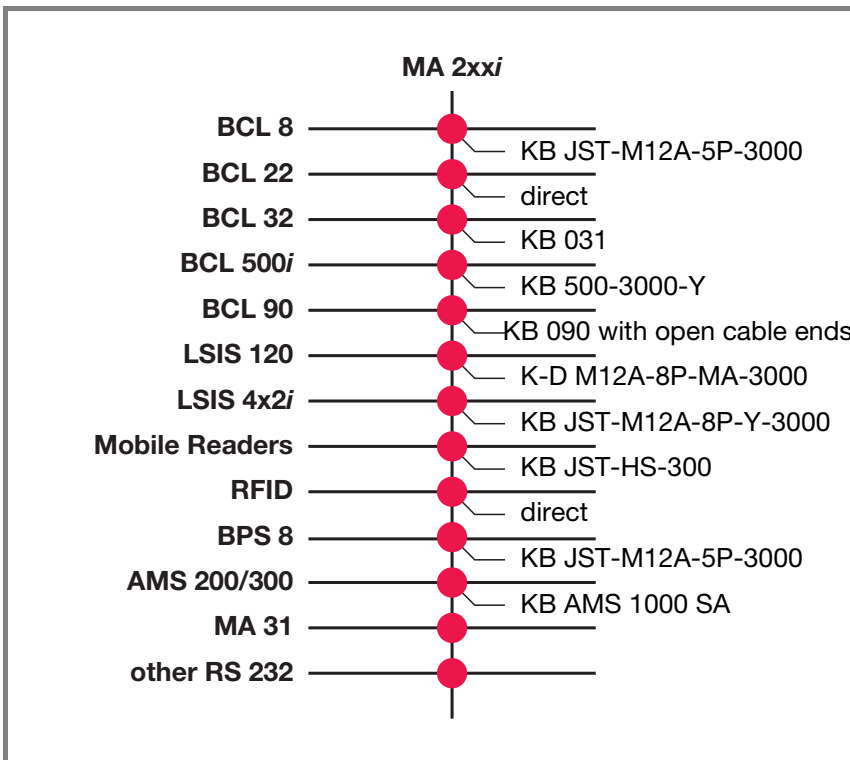 MA 2xxi
BCL 8
KB JST-M12A-5P-3000
BCL 22
direct
BCL 32
KB 031
BCL 500i
KB 500-3000-Y
BCL 90
KB 090 with open cable ends
LSIS 120
K-D M12A-8P-MA-3000
LSIS 4x2i
KB JST-M12A-8P-Y-3000
Mobile Readers
KB JST-HS-300
RFID
direct
BPS 8
KB JST-M12A-5P-3000
AMS 200/300
KB AMS 1000 SA
MA 31
other RS 232